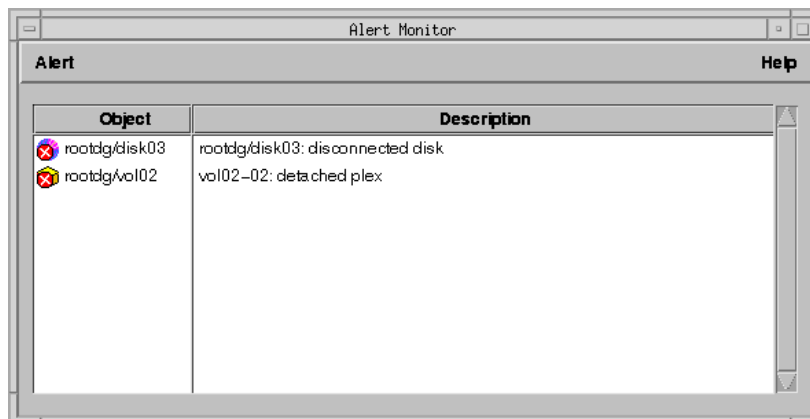 Alert Monitor
Alert Help
Object Description
rootdg/disk03 rootdg/disk03: disconnected disk
rootdg/vol02 vol02-02: detached plex